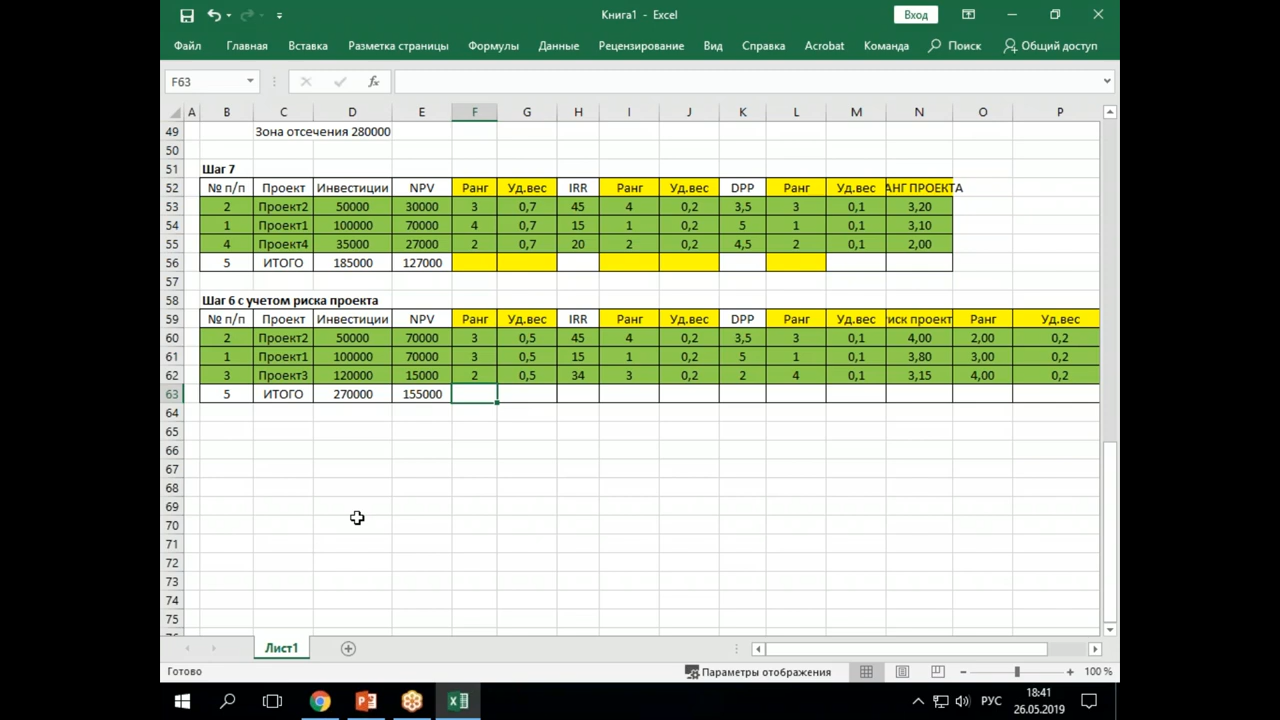 Книга1 - Excel
Вход
Файл Главная Вставка Разметка страницы Формулы Данные Рецензирование Вид Справка Acrobat Команда Поиск Общий доступ
F63 fx
A B C D E F G H I J K L M N O P
49 Зона отсечения 280000
50
51 Шаг 7
52 № п/п Проект Инвестиции NPV Ранг Уд.вес IRR Ранг Уд.вес DPP Ранг Уд.вес АНГ ПРОЕКТА
53 2 Проект2 50000 30000 3 0,7 45 4 0,2 3,5 3 0,1 3,20
54 1 Проект1 100000 70000 4 0,7 15 1 0,2 5 1 0,1 3,10
55 4 Проект4 35000 27000 2 0,7 20 2 0,2 4,5 2 0,1 2,00
56 5 ИТОГО 185000 127000
57
58 Шаг 6 с учетом риска проекта
59 № п/п Проект Инвестиции NPV Ранг Уд.вес IRR Ранг Уд.вес DPP Ранг Уд.вес иск проект Ранг Уд.вес
60 2 Проект2 50000 70000 3 0,5 45 4 0,2 3,5 3 0,1 4,00 2,00 0,2
61 1 Проект1 100000 70000 3 0,5 15 1 0,2 5 1 0,1 3,80 3,00 0,2
62 3 Проект3 120000 15000 2 0,5 34 3 0,2 2 4 0,1 3,15 4,00 0,2
63 5 ИТОГО 270000 155000
64
65
66
67
68
69
70
71
72
73
74
75
Лист1
Готово Параметры отображения 100 %
РУС 18:41
26.05.2019